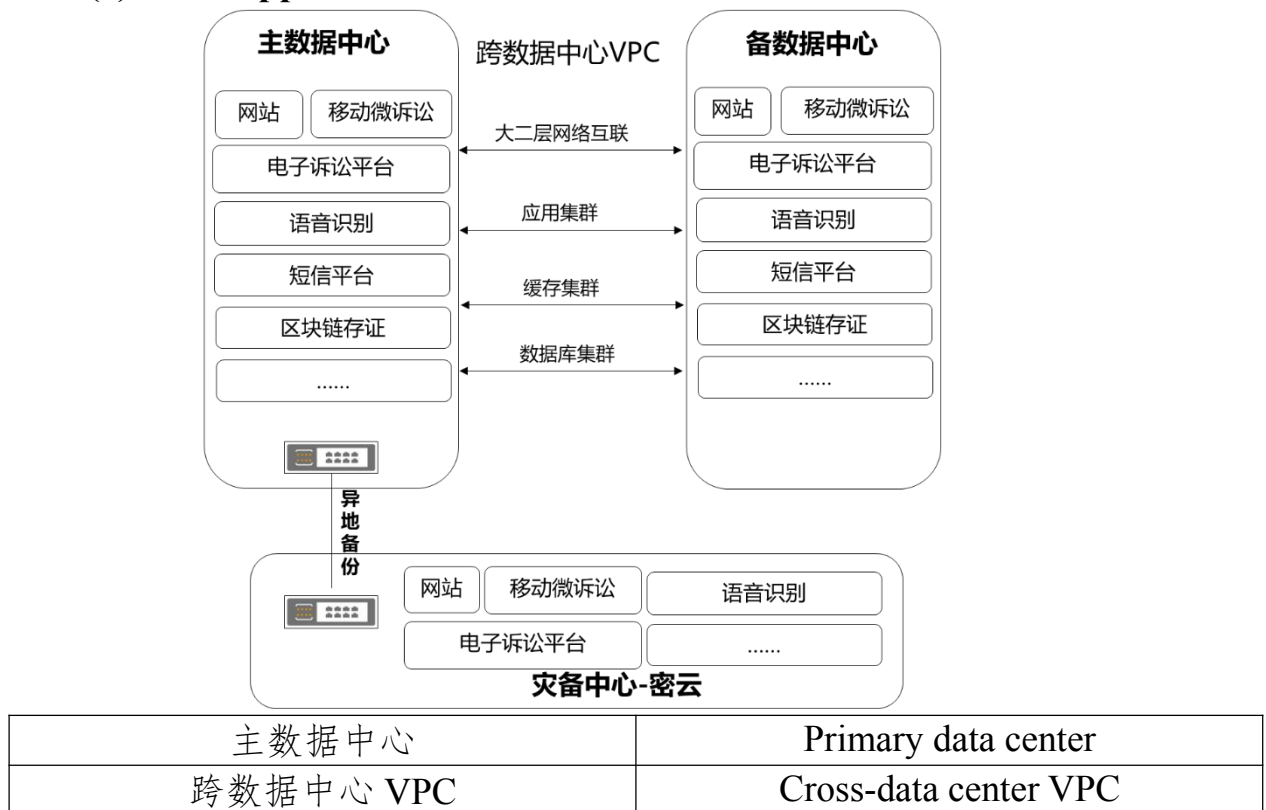 主数据中心
跨数据中心VPC
备数据中心
网站
移动微诉讼
电子诉讼平台
语音识别
短信平台
区块链存证
……
大二层网络互联
应用集群
缓存集群
数据库集群
网站
移动微诉讼
电子诉讼平台
语音识别
短信平台
区块链存证
……
异地备份
网站
移动微诉讼
语音识别
电子诉讼平台
……
灾备中心-密云
主数据中心 Primary data center
跨数据中心 VPC Cross-data center VPC